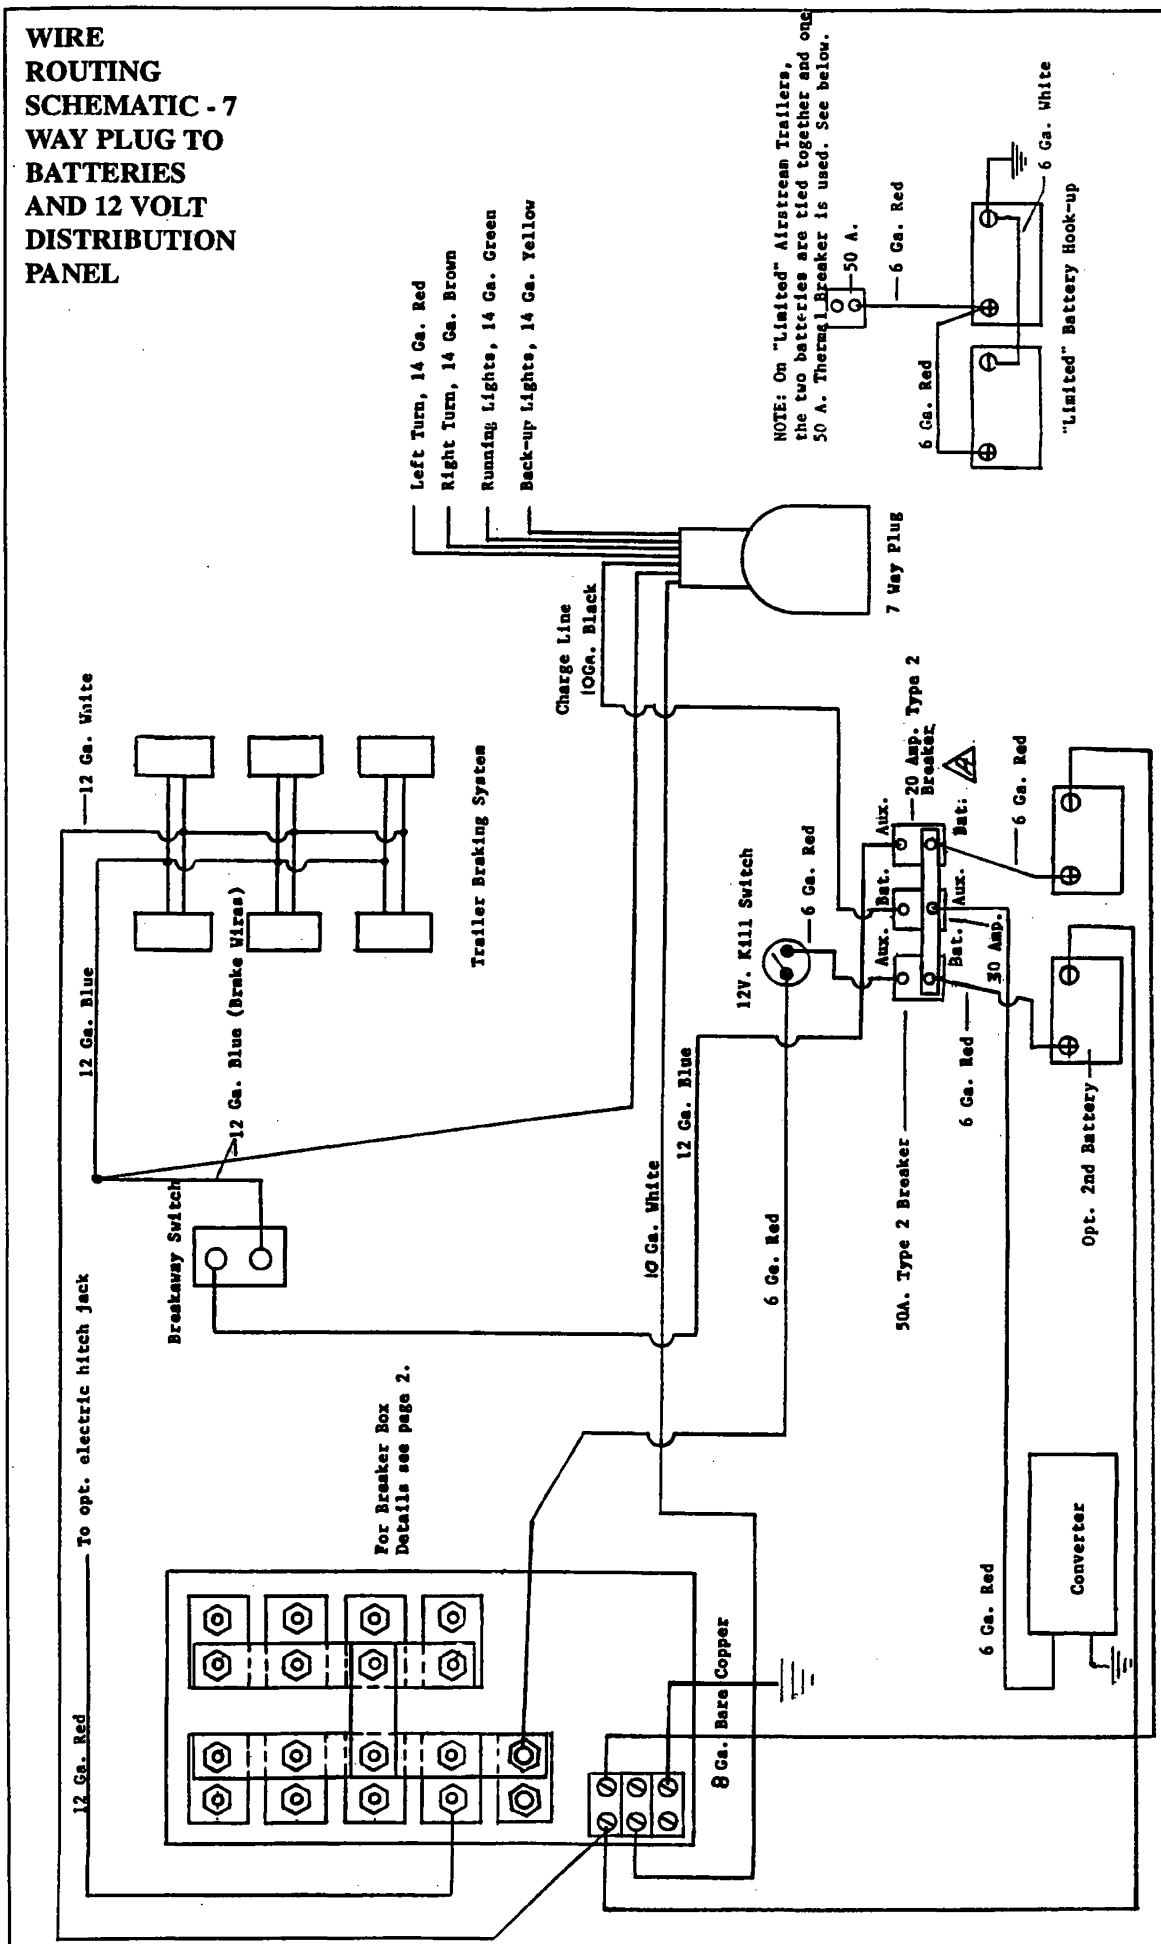 WIRE
ROUTING
SCHEMATIC - 7
WAY PLUG TO
BATTERIES
AND 12 VOLT
DISTRIBUTION
PANEL
12 Ga. Red
To opt. electric hitch jack
12 Ga. Blue
12 Ga. White
12 Ga. Blue (Brake Wires)
Breakaway Switch
Trailer Braking System
For Breaker Box
Details see page 2.
Left Turn, 14 Ga. Red
Right Turn, 14 Ga. Brown
Running Lights, 14 Ga. Green
Back-up Lights, 14 Ga. Yellow
Charge Line
10Ga. Black
7 Way Plug
10 Ga. White
12 Ga. Blue
6 Ga. Red
12V. Kill Switch
6 Ga. Red
8 Ga. Bare Copper
Aux.
Bat.
Aux.
20 Amp. Type 2
Breaker
Bat.
Aux.
Bat.
30 Amp.
50A. Type 2 Breaker
6 Ga. Red
6 Ga. Red
Opt. 2nd Battery
6 Ga. Red
Converter
NOTE: On "Limited" Airstream Trailers,
the two batteries are tied together and one
50 A. Thermal Breaker is used. See below.
50 A.
6 Ga. Red
6 Ga. Red
6 Ga. White
"Limited" Battery Hook-up